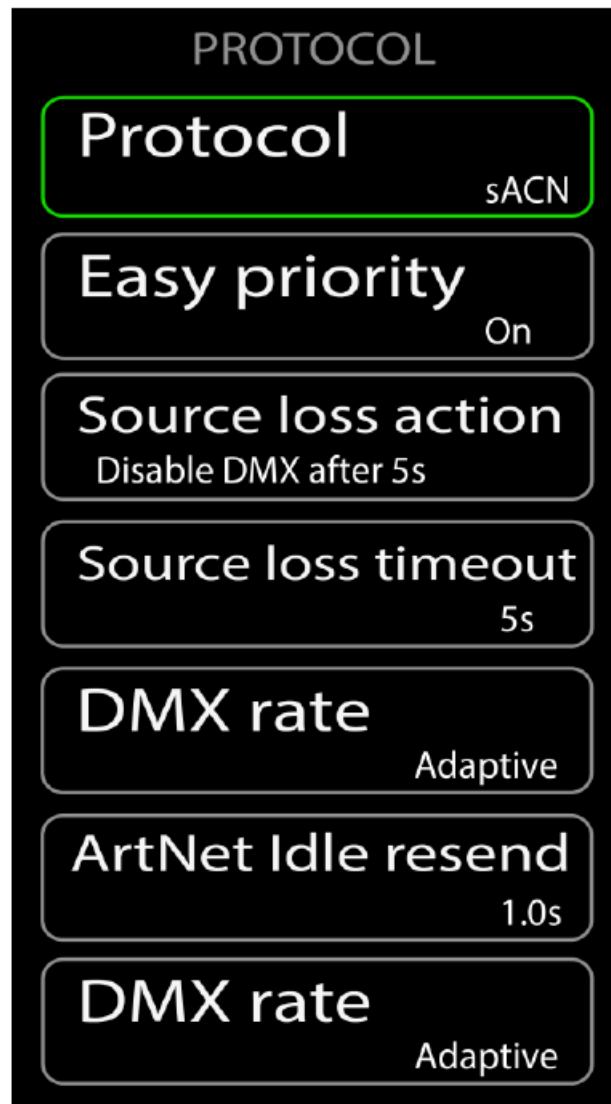 PROTOCOL
Protocol
sACN
Easy priority
On
Source loss action
Disable DMX after 5s
Source loss timeout
5s
DMX rate
Adaptive
ArtNet Idle resend
1.0s
DMX rate
Adaptive